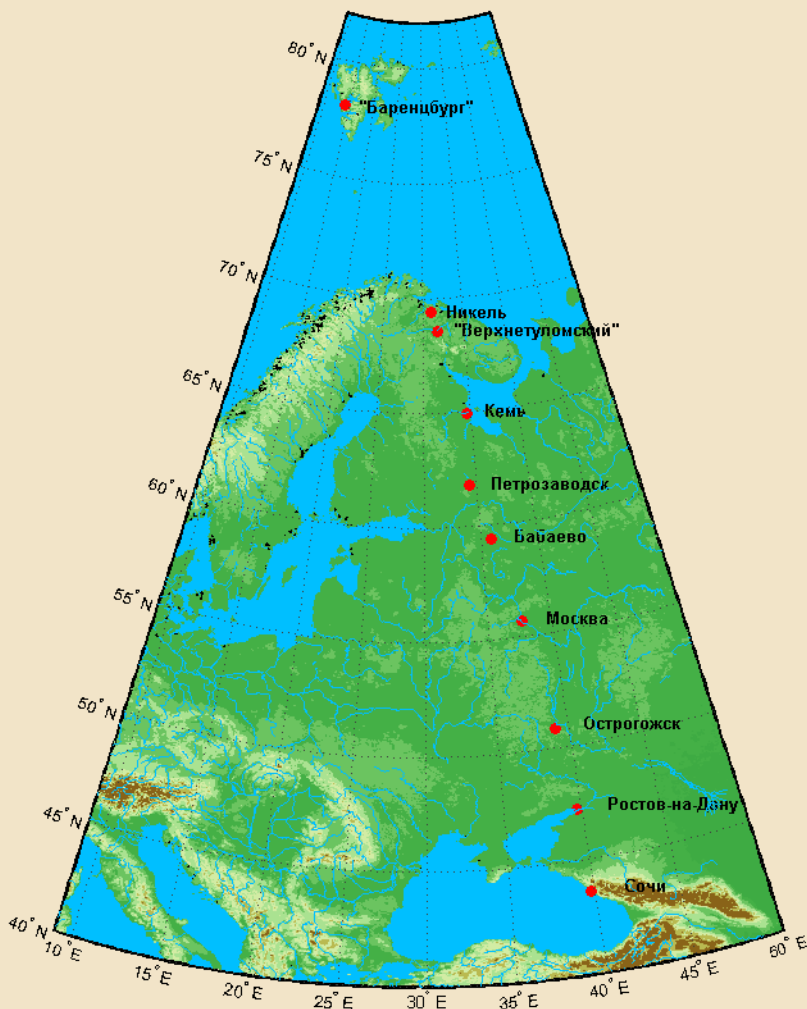 80°N
"Баренцбург"
75°N
70°N
Никель
"Верхнетуломский"
65°N
Кемь
60°N
Петрозаводск
Бабаево
55°N
Москва
50°N
Острогожск
45°N
Ростов-на-Дону
Сочи
40°N
10°E
15°E
20°E
25°E
30°E
35°E
40°E
45°E
50°E